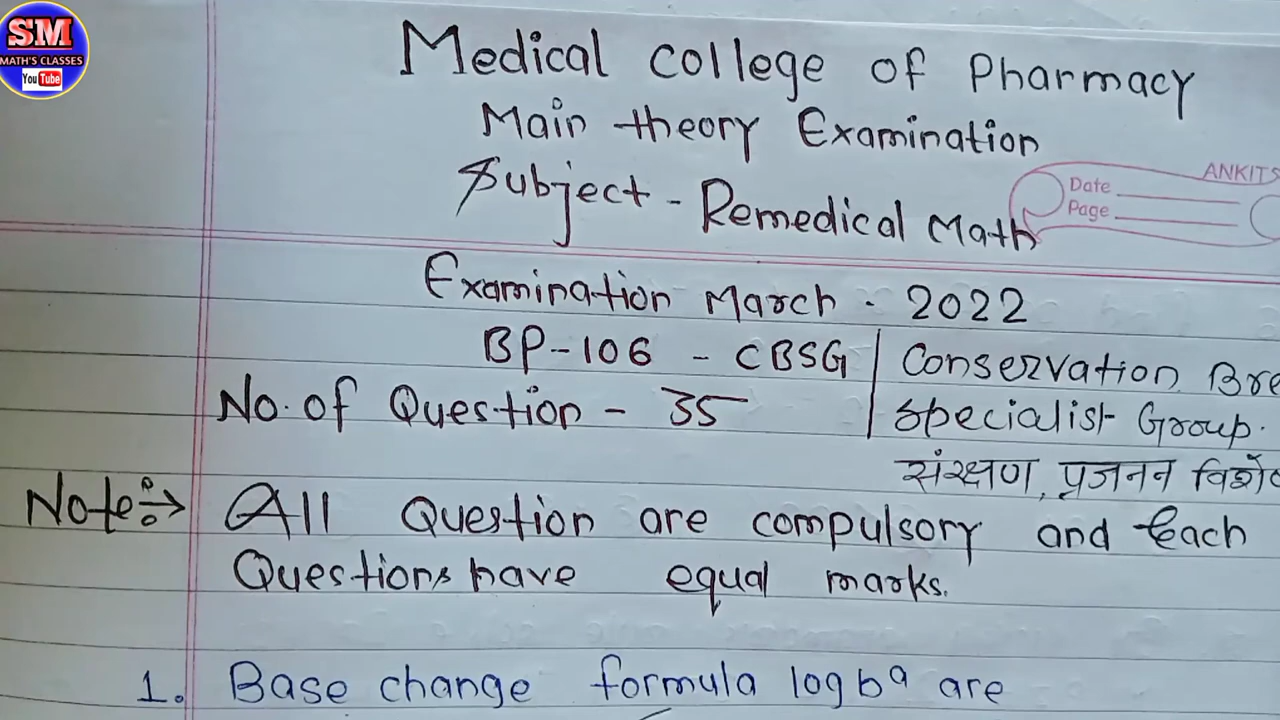 SM
MATH'S CLASSES
YouTube
Medical college of Pharmacy
Main theory Examination
ANKITS
Date
Page
Subject - Remedical Math
Examination March - 2022
BP-106 - CBSG
Conservation Bre
No. of Question - 35
Specialist Group.
संरक्षण, प्रजनन विशे
Note:→ All Question are compulsory and Each
Questions have equal marks.
1. Base change formula log b^a are